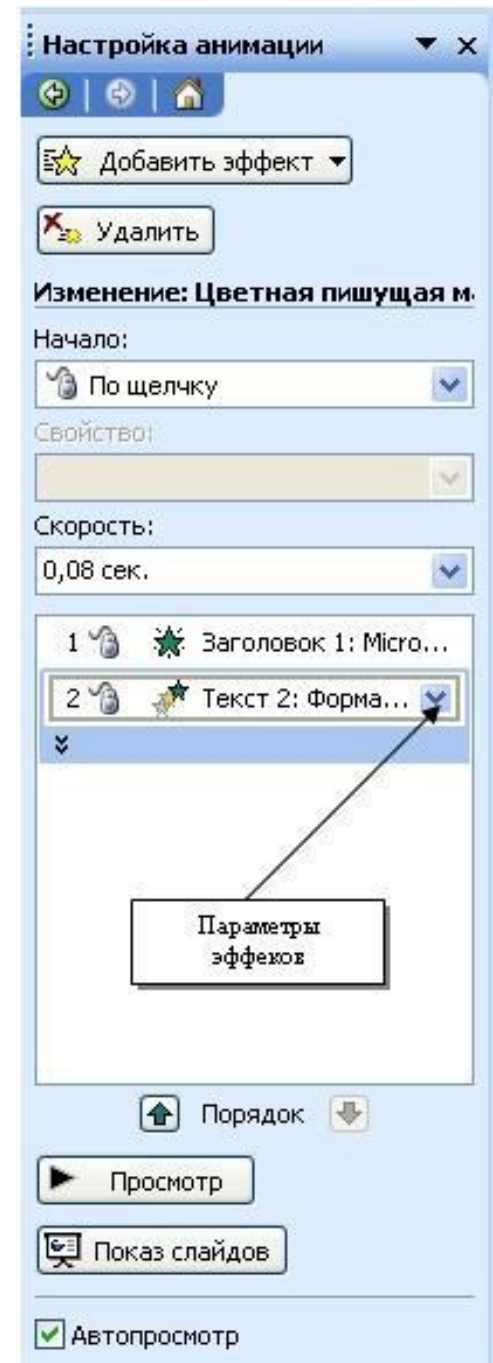 Настройка анимации
Добавить эффект
Удалить
Изменение: Цветная пишущая м
Начало:
По щелчку
Свойство:
Скорость:
0,08 сек.
1 Заголовок 1: Micro...
2 Текст 2: Форма...
Параметры
эффеков
Порядок
Просмотр
Показ слайдов
Автопросмотр